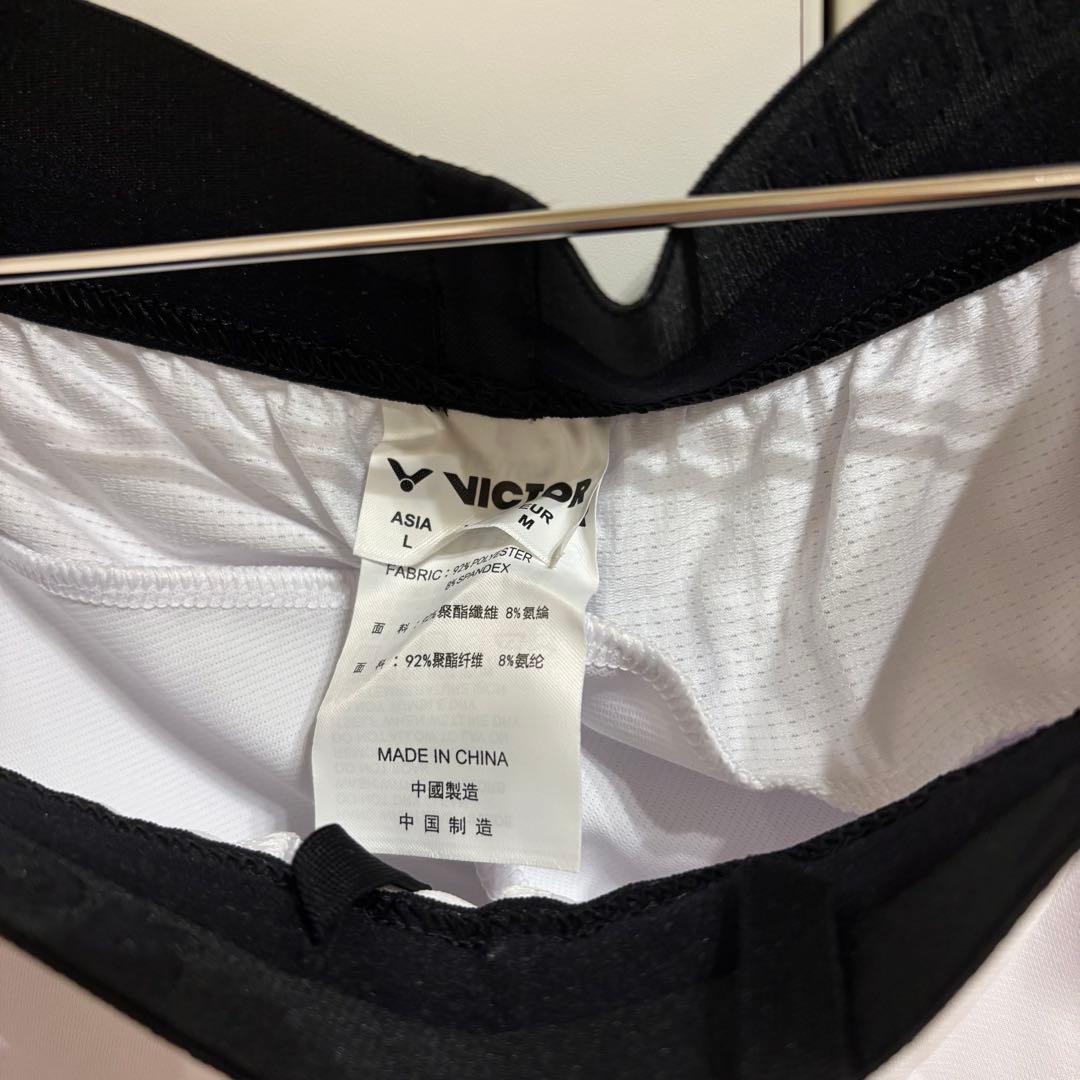 VICTOR
ASIA
L
EUR
M
FABRIC : 92% POLYESTER
8% SPANDEX
面 料 : 92%聚酯纖維 8%氨綸
面 料 : 92%聚酯纤维 8%氨纶
MADE IN CHINA
中國製造
中国制造